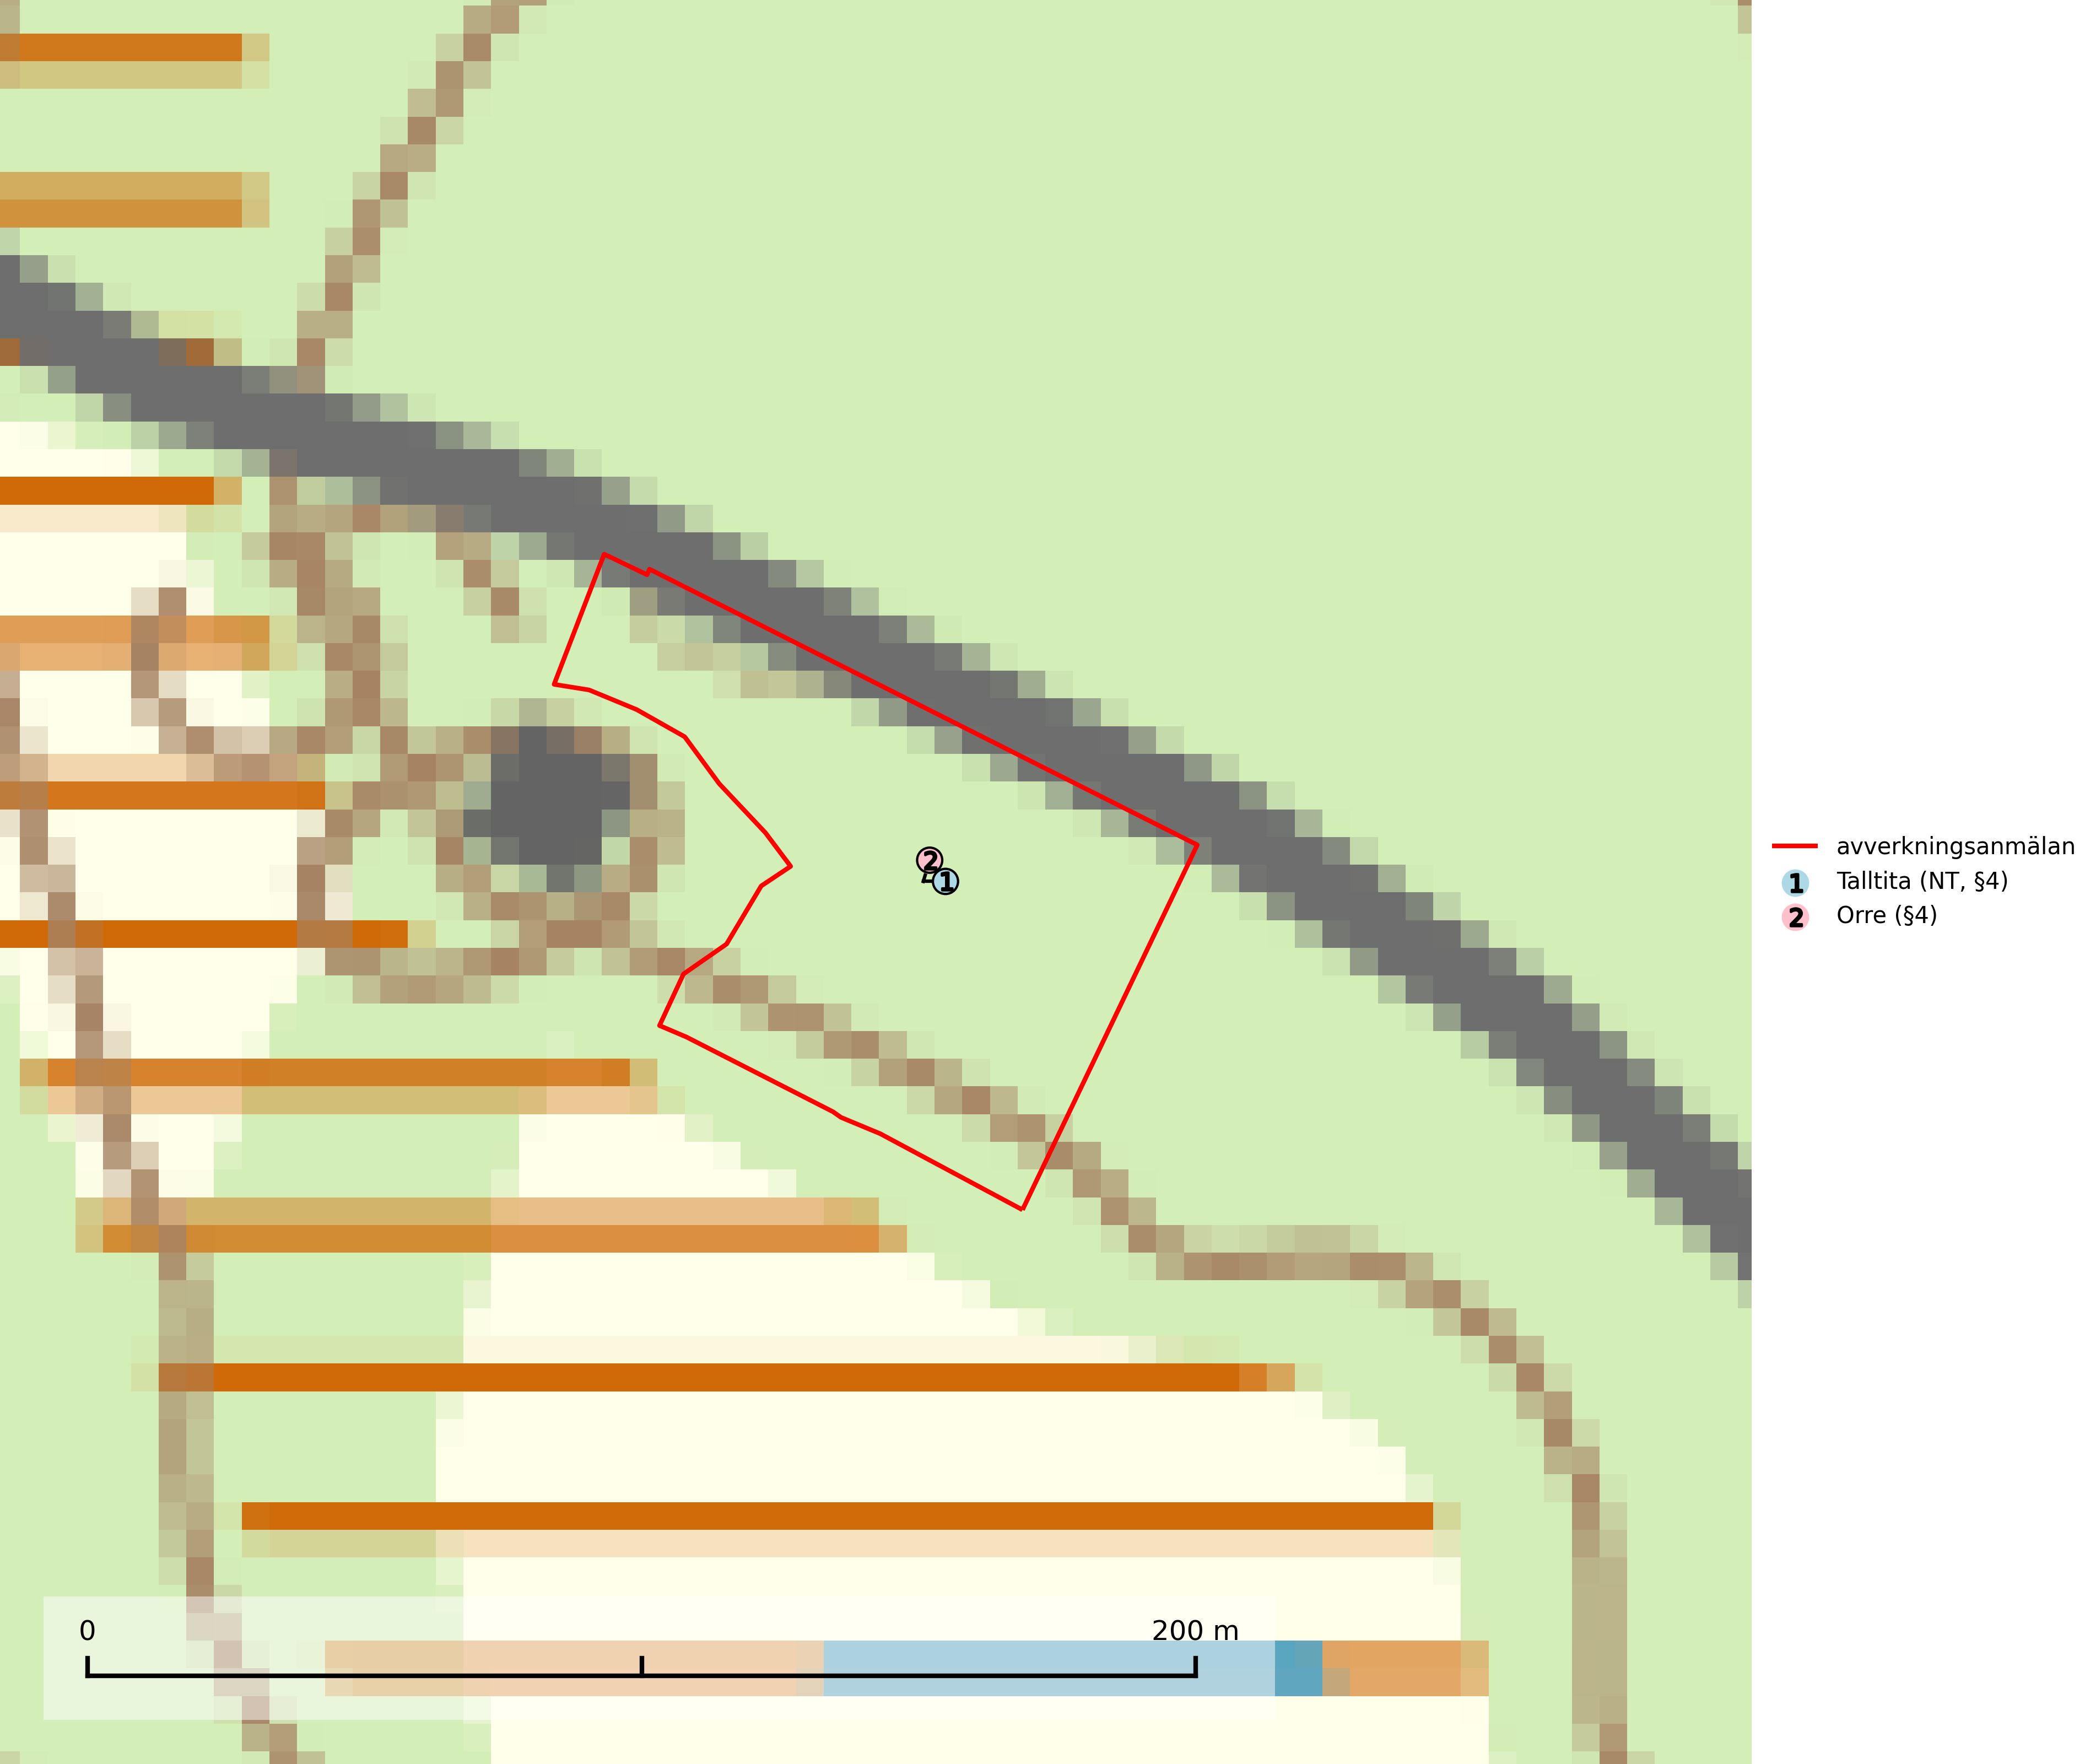 2
1
avverkningsanmälan
1 Talltita (NT, §4)
2 Orre (§4)
0 200 m